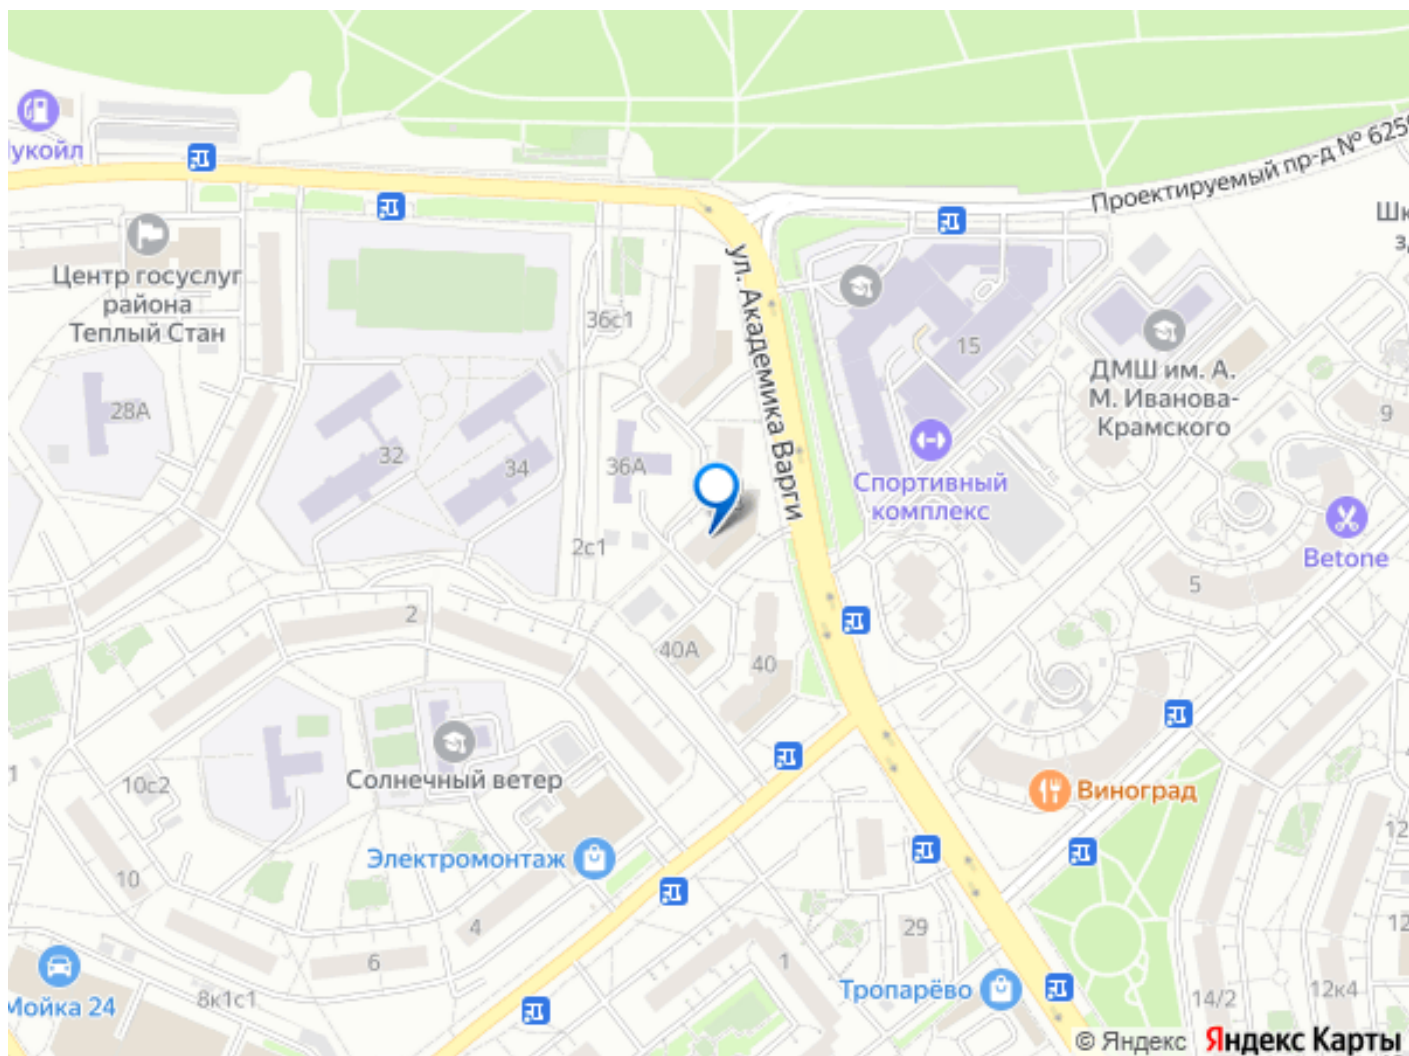 Проектируемый пр-д № 625
укойл
Центр госуслуг
района
Теплый Стан
ул. Академика Варги
36с1
15
ДМШ им. А.
М. Иванова-
Крамского
9
28А
32
34
36А
Спортивный
комплекс
2с1
Betone
5
2
40А
40
10с2
Солнечный ветер
Виноград
Электромонтаж
10
4
6
29
1
12
Тропарёво
8к1с1
Мойка 24
14/2
12к4
© Яндекс Яндекс Карты